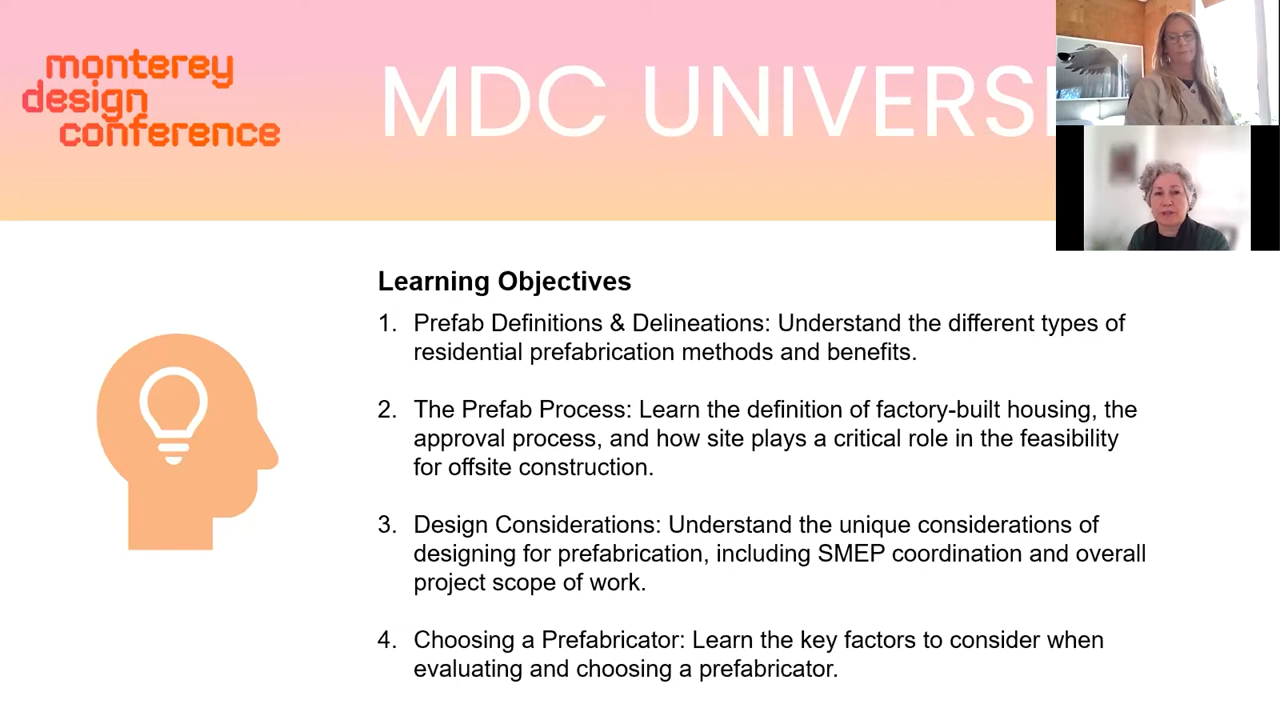 monterey
design
conference
MDC UNIVERSI
Learning Objectives
1. Prefab Definitions & Delineations: Understand the different types of
residential prefabrication methods and benefits.
2. The Prefab Process: Learn the definition of factory-built housing, the
approval process, and how site plays a critical role in the feasibility
for offsite construction.
3. Design Considerations: Understand the unique considerations of
designing for prefabrication, including SMEP coordination and overall
project scope of work.
4. Choosing a Prefabricator: Learn the key factors to consider when
evaluating and choosing a prefabricator.